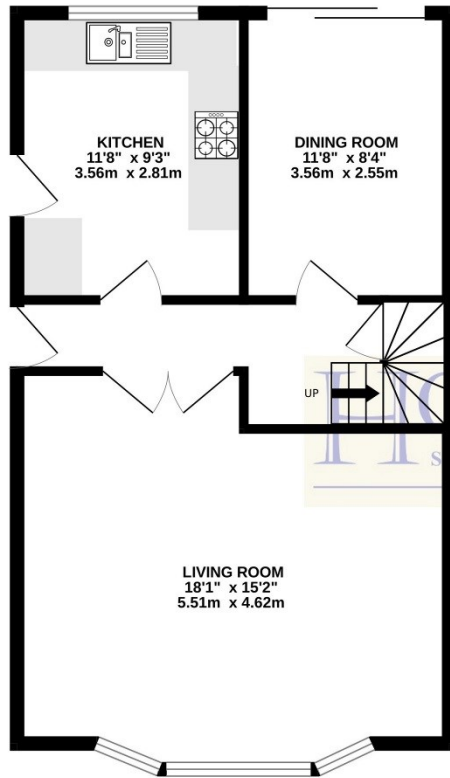 KITCHEN
11'8" x 9'3"
3.56m x 2.81m
DINING ROOM
11'8" x 8'4"
3.56m x 2.55m
UP
LIVING ROOM
18'1" x 15'2"
5.51m x 4.62m